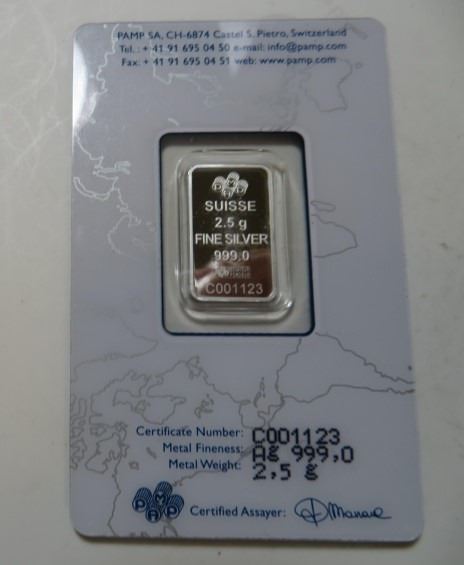 PAMP SA, CH-6874 Castel S. Pietro, Switzerland
Tel.: + 41 91 695 04 50 e-mail: info@pamp.com
Fax: + 41 91 695 04 51 web: www.pamp.com
PAMP
SUISSE
2.5 g
FINE SILVER
999.0
C001123
Certificate Number: C001123
Metal Fineness: Ag 999,0
Metal Weight: 2,5 g
PAMP
Certified Assayer: